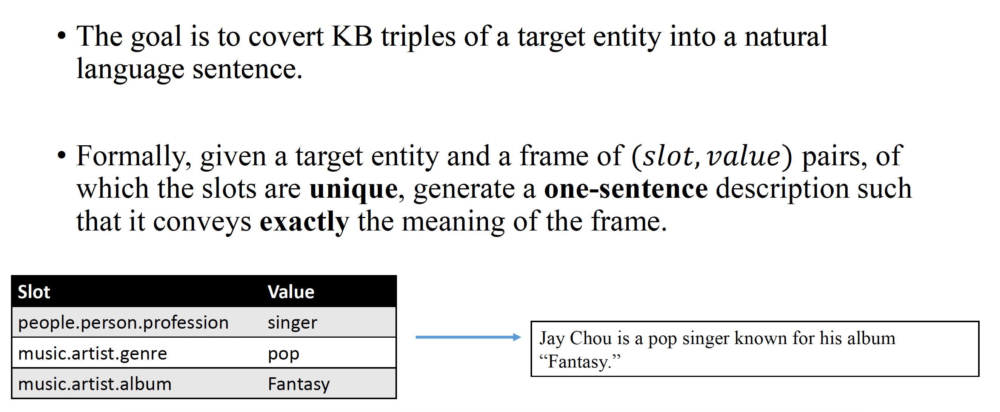 • The goal is to covert KB triples of a target entity into a natural
language sentence.
• Formally, given a target entity and a frame of (slot, value) pairs, of
which the slots are unique, generate a one-sentence description such
that it conveys exactly the meaning of the frame.
Slot Value
people.person.profession singer
music.artist.genre pop
music.artist.album Fantasy
Jay Chou is a pop singer known for his album
“Fantasy.”